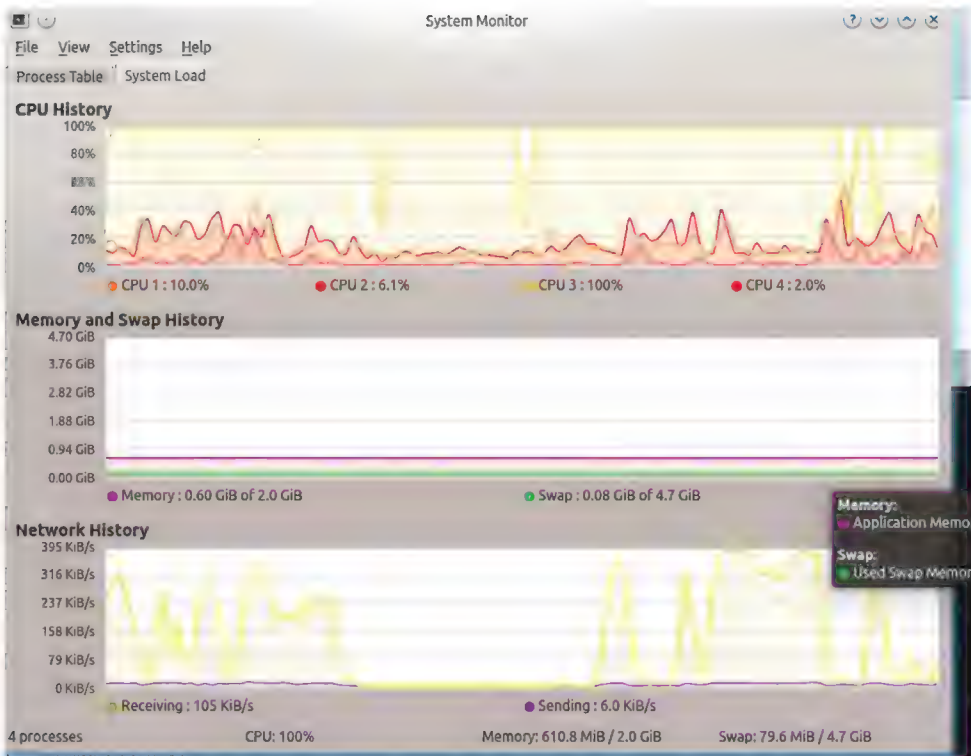 System Monitor
File View Settings Help
Process Table System Load
CPU History
100%
80%
40%
20%
0%
CPU 1 : 10.0% CPU 2 : 6.1% CPU 3 : 100% CPU 4 : 2.0%
Memory and Swap History
4.70 GiB
3.76 GiB
2.82 GiB
1.88 GiB
0.94 GiB
0.00 GiB
Memory : 0.60 GiB of 2.0 GiB Swap : 0.08 GiB of 4.7 GiB
Memory:
Application Memo
Swap:
Used Swap Memor
Network History
395 KiB/s
316 KiB/s
237 KiB/s
158 KiB/s
79 KiB/s
0 KiB/s
Receiving : 105 KiB/s Sending : 6.0 KiB/s
4 processes CPU: 100% Memory: 610.8 MiB / 2.0 GiB Swap: 79.6 MiB / 4.7 GiB